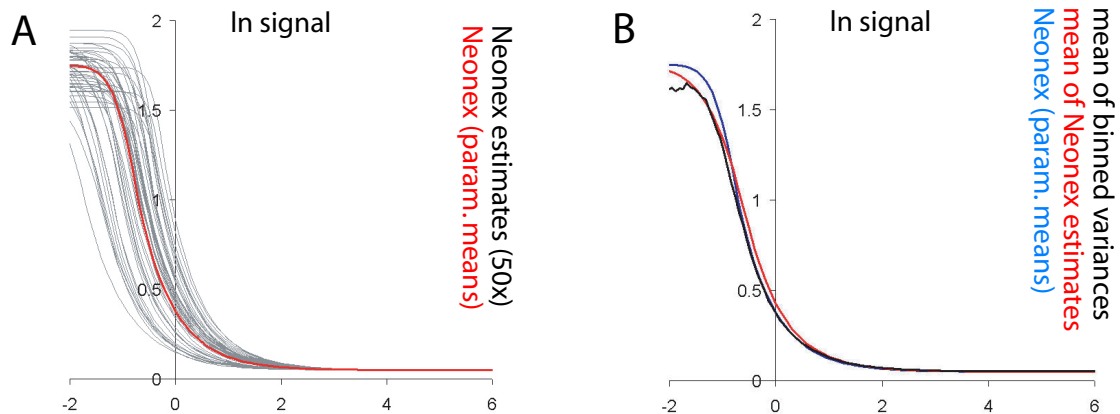 A
ln signal
2
1.5
1
0.5
0
-2
0
2
4
6
Neonex estimates (50x)
Neonex (param. means)
B
ln signal
2
1.5
1
0.5
0
-2
0
2
4
6
mean of binned variances
mean of Neonex estimates
Neonex (param. means)